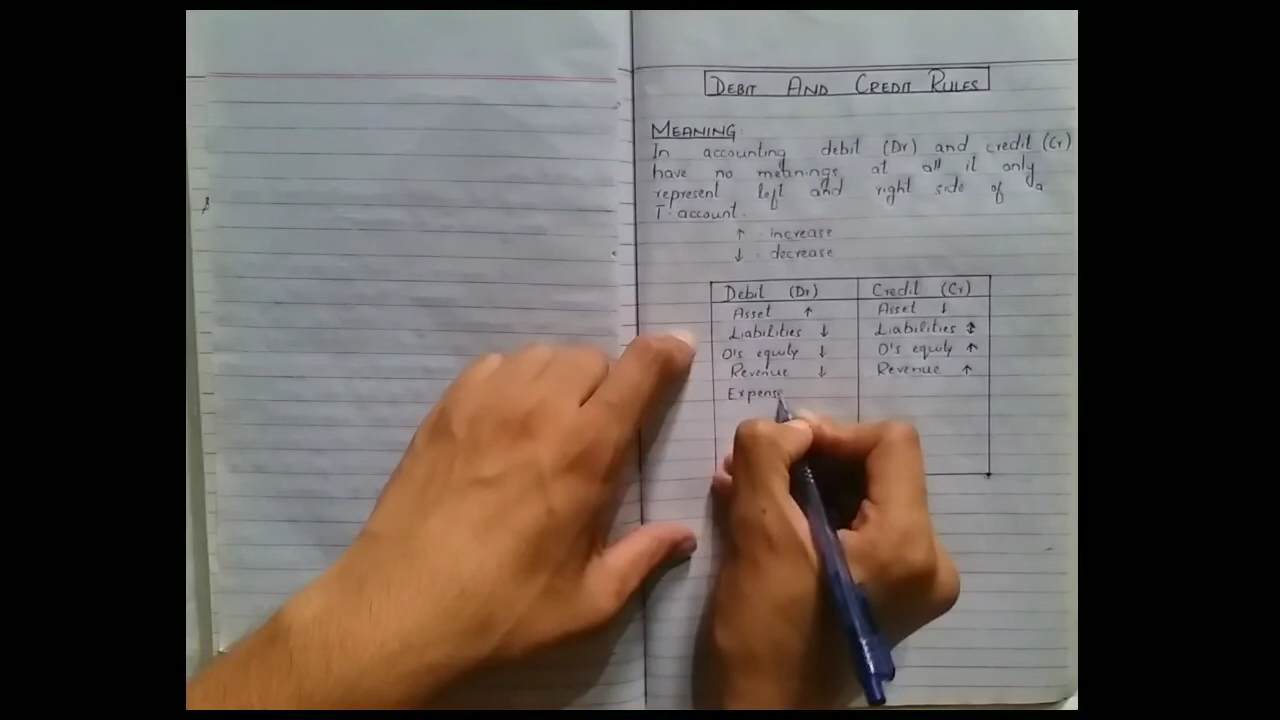 DEBIT AND CREDIT RULES
MEANING:
In accounting debit (Dr) and credit (Cr)
have no meanings at all it only
represent left and right side of a
T.account.
↑ increase
↓ decrease
Debit (Dr) Credit (Cr)
Asset ↑ Asset ↓
Liabilities ↓ Liabilities ↕
O's equity ↓ O's equity ↑
Revenue ↓ Revenue ↑
Expense